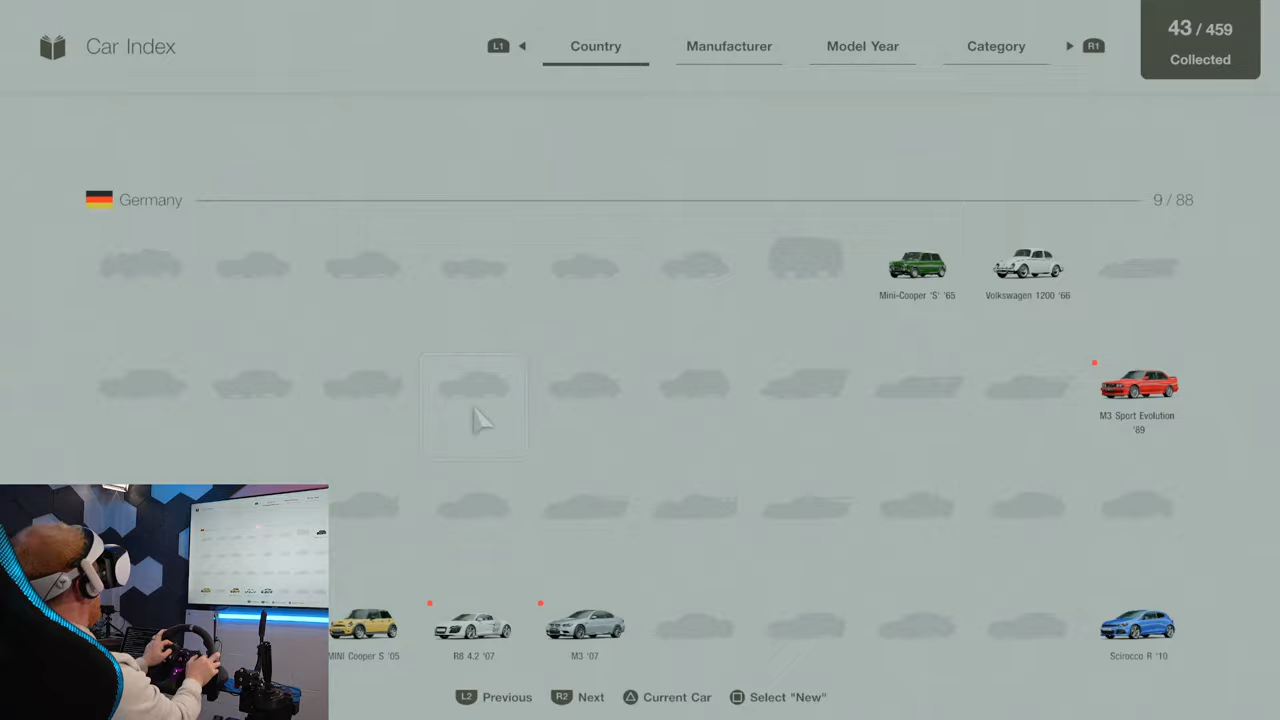 Car Index
L1
Country
Manufacturer
Model Year
Category
R1
43 / 459
Collected
Germany
9 / 88
Mini-Cooper 'S' '65
Volkswagen 1200 '66
M3 Sport Evolution
'89
MINI Cooper S '05
R8 4.2 '07
M3 '07
Scirocco R '10
L2 Previous
R2 Next
Current Car
Select "New"